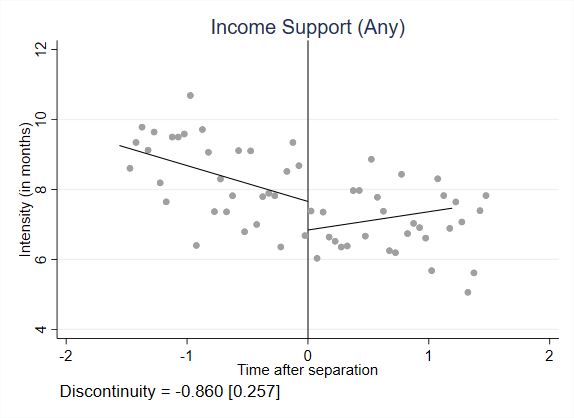 Income Support (Any)
12
10
8
6
4
Intensity (in months)
-2 -1 0 1 2
Time after separation
Discontinuity = -0.860 [0.257]